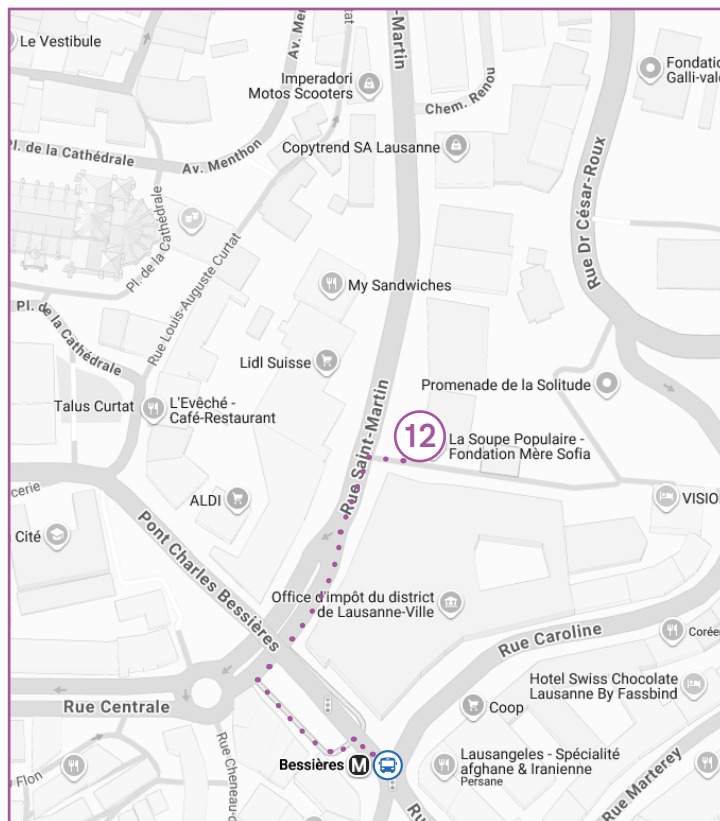 Le Vestibule
Av. Men
tat
-Martin
Imperadori
Motos Scooters
Fondatio
Galli-vale
Chem. Renou
Copytrend SA Lausanne
Pl. de la Cathédrale
Av. Menthon
Rue Dr César-Roux
Pl. de la Cathédrale
Rue Louis-Auguste Curtat
My Sandwiches
Pl. de la Cathédrale
Lidl Suisse
Promenade de la Solitude
Talus Curtat
L'Evêché -
Café-Restaurant
Rue Saint-Martin
12
La Soupe Populaire -
Fondation Mère Sofia
cerie
ALDI
VISIO
Cité
Pont Charles Bessières
Office d'impôt du district
de Lausanne-Ville
Rue Caroline
Corée
Hotel Swiss Chocolate
Lausanne By Fassbind
Rue Centrale
Coop
Rue Cheneau-d
Bessières M
Lausangeles - Spécialité
afghane & Iranienne
Persane
Flon
Rue Marterey
Ru